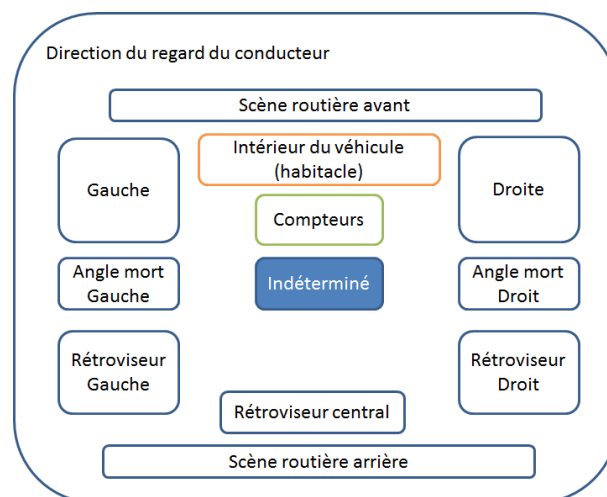 Direction du regard du conducteur
Scène routière avant
Intérieur du véhicule
(habitacle)
Gauche
Droite
Compteurs
Angle mort
Gauche
Indéterminé
Angle mort
Droit
Rétroviseur
Gauche
Rétroviseur
Droit
Rétroviseur central
Scène routière arrière